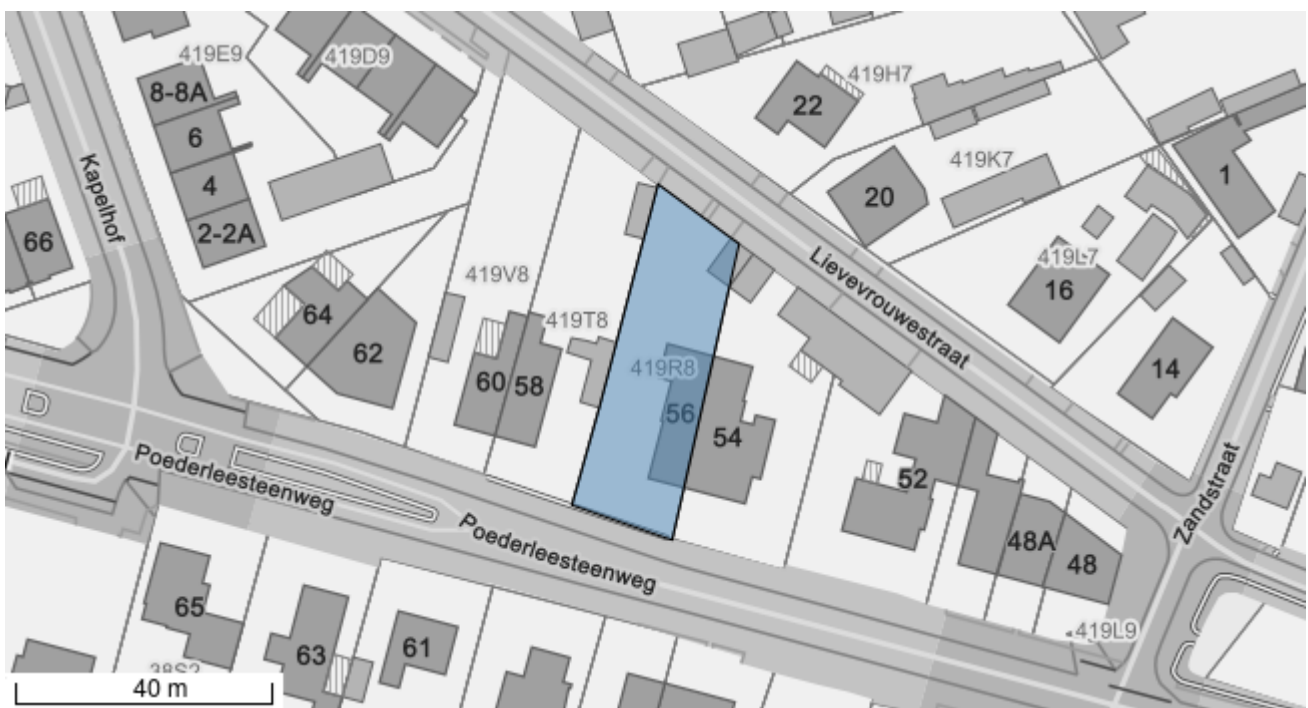 419E9
419D9
8-8A
6
4
2-2A
Kapelhof
66
22
419H7
419K7
20
1
Lievevrouwestraat
419L7
16
14
419V8
64
62
419T8
60
58
419R8
56
54
52
48A
48
Zandstraat
Poederleesteenweg
Poederleesteenweg
65
63
61
38S2
419L9
40 m